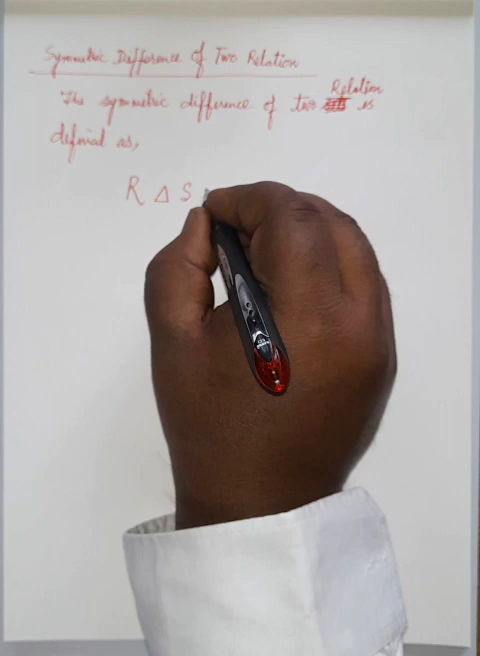 Symmetric Difference of Two Relation
The symmetric difference of two Relation is
defined as,
R Δ S